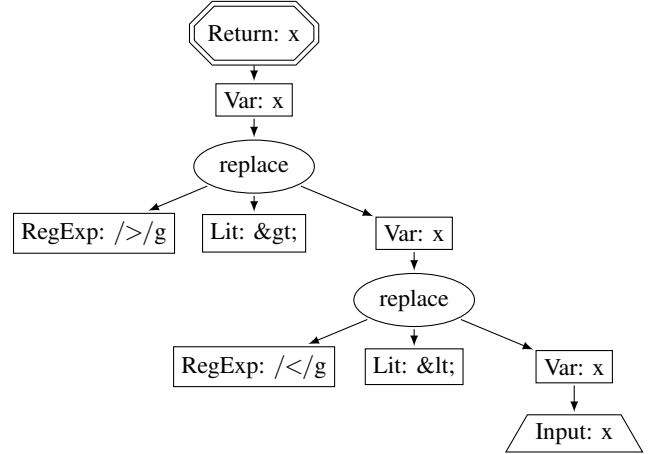 Return: x
Var: x
replace
RegExp: />/g
Lit: &gt;
Var: x
replace
RegExp: /</g
Lit: &lt;
Var: x
Input: x